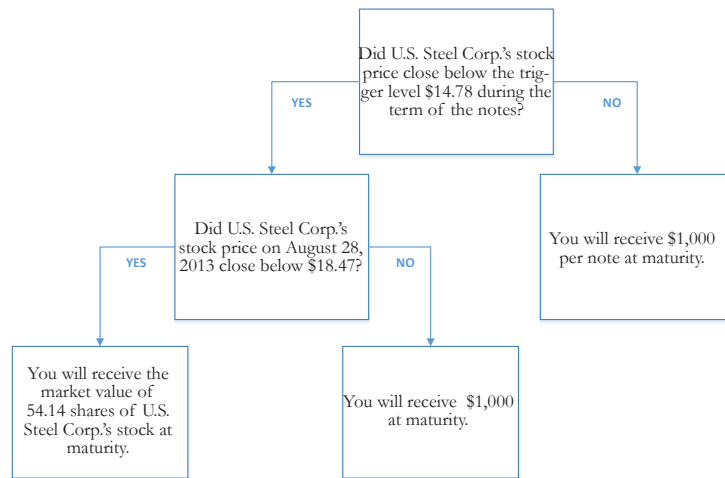 Did U.S. Steel Corp.'s stock
price close below the trig-
ger level $14.78 during the
term of the notes?
YES
NO
Did U.S. Steel Corp.'s
stock price on August 28,
2013 close below $18.47?
You will receive $1,000
per note at maturity.
YES
NO
You will receive the
market value of
54.14 shares of U.S.
Steel Corp.'s stock at
maturity.
You will receive $1,000
at maturity.